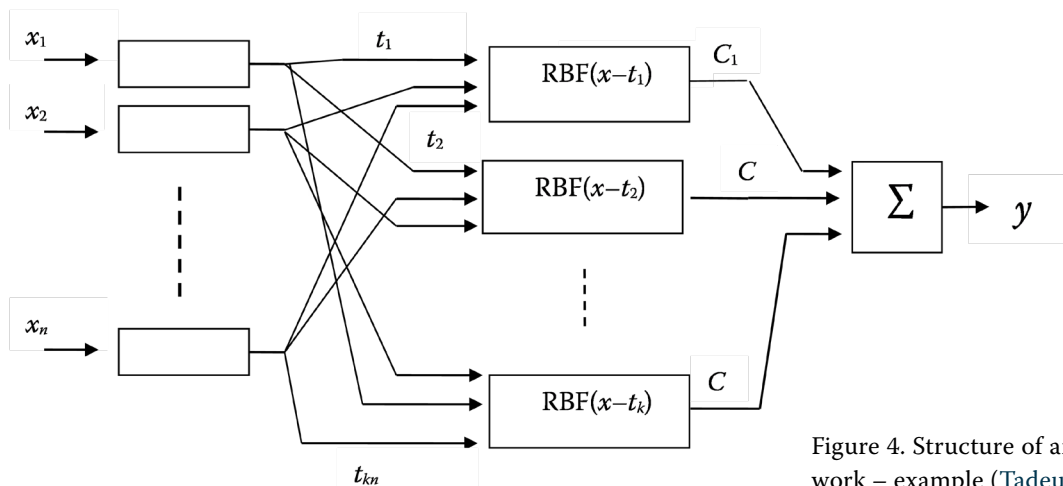 x₁
t₁
RBF(x–t₁)
C₁
x₂
t₂
RBF(x–t₂)
C
Σ
y
xₙ
RBF(x–tₖ)
C
tₖₙ
Figure 4. Structure of a
work – example (Tadeu